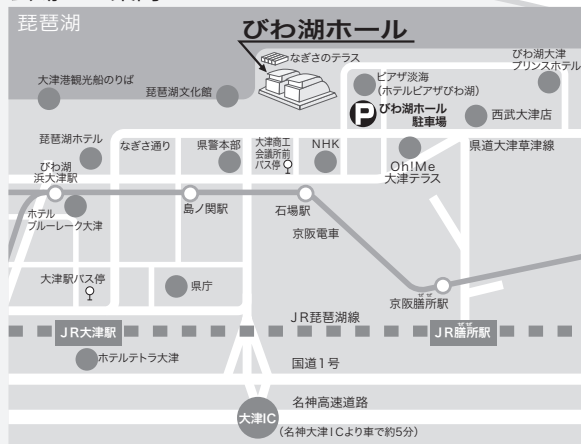 琵琶湖
びわ湖ホール
なぎさのテラス
大津港観光船のりば
琵琶湖文化館
ピアザ淡海
(ホテルピアザびわ湖)
びわ湖大津
プリンスホテル
P
びわ湖ホール
駐車場
西武大津店
琵琶湖ホテル
なぎさ通り
県警本部
大津商工
会議所前
バス停
NHK
Oh!Me
大津テラス
県道大津草津線
びわ湖
浜大津駅
ホテル
ブルーレーク大津
島ノ関駅
石場駅
京阪電車
大津駅バス停
県庁
京阪膳所駅
ぜぜ
JR琵琶湖線
JR大津駅
JR膳所駅
ぜぜ
ホテルテトラ大津
国道1号
名神高速道路
大津IC
(名神大津ICより車で約5分)